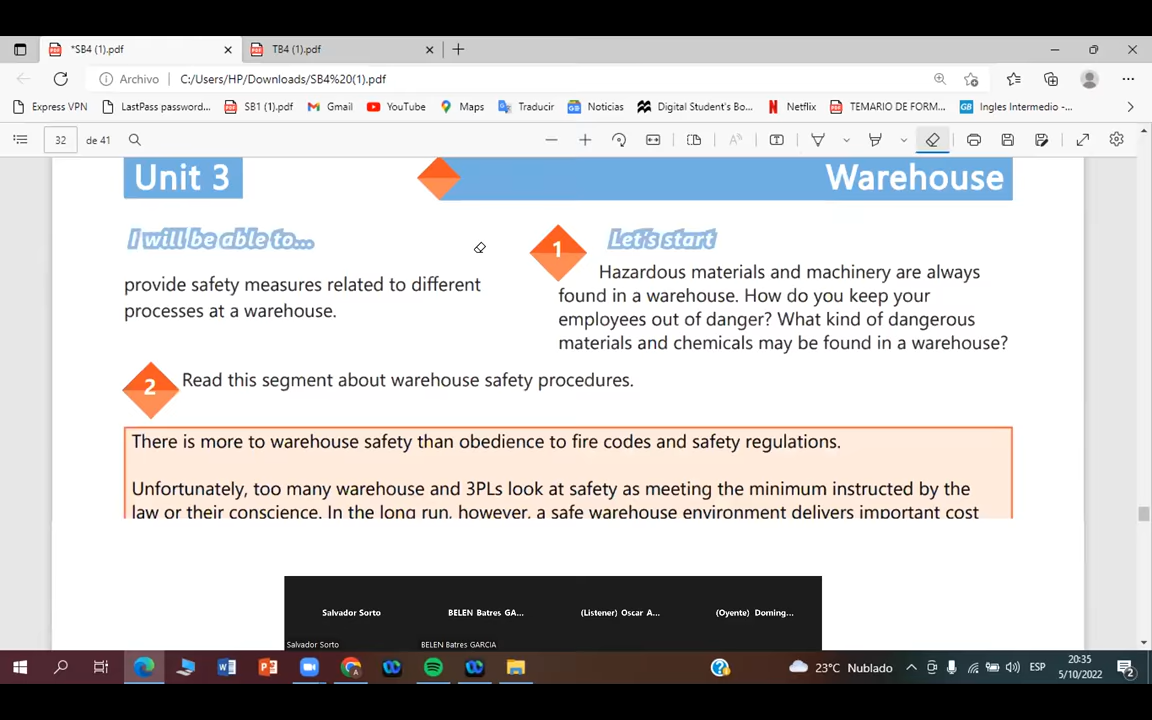 *SB4 (1).pdf
TB4 (1).pdf
Archivo C:/Users/HP/Downloads/SB4%20(1).pdf
Express VPN LastPass password... SB1 (1).pdf Gmail YouTube Maps Traducir Noticias Digital Student's Bo... Netflix TEMARIO DE FORM... Ingles Intermedio -...
32 de 41
Unit 3
Warehouse
I will be able to...
provide safety measures related to different
processes at a warehouse.
1
Let's start
Hazardous materials and machinery are always
found in a warehouse. How do you keep your
employees out of danger? What kind of dangerous
materials and chemicals may be found in a warehouse?
2
Read this segment about warehouse safety procedures.
There is more to warehouse safety than obedience to fire codes and safety regulations.
Unfortunately, too many warehouse and 3PLs look at safety as meeting the minimum instructed by the
law or their conscience. In the long run, however, a safe warehouse environment delivers important cost
Salvador Sorto BELEN Batres GA... (Listener) Oscar A... (Oyente) Doming...
Salvador Sorto BELEN Batres GARCIA
23°C Nublado ESP 20:35
5/10/2022 2